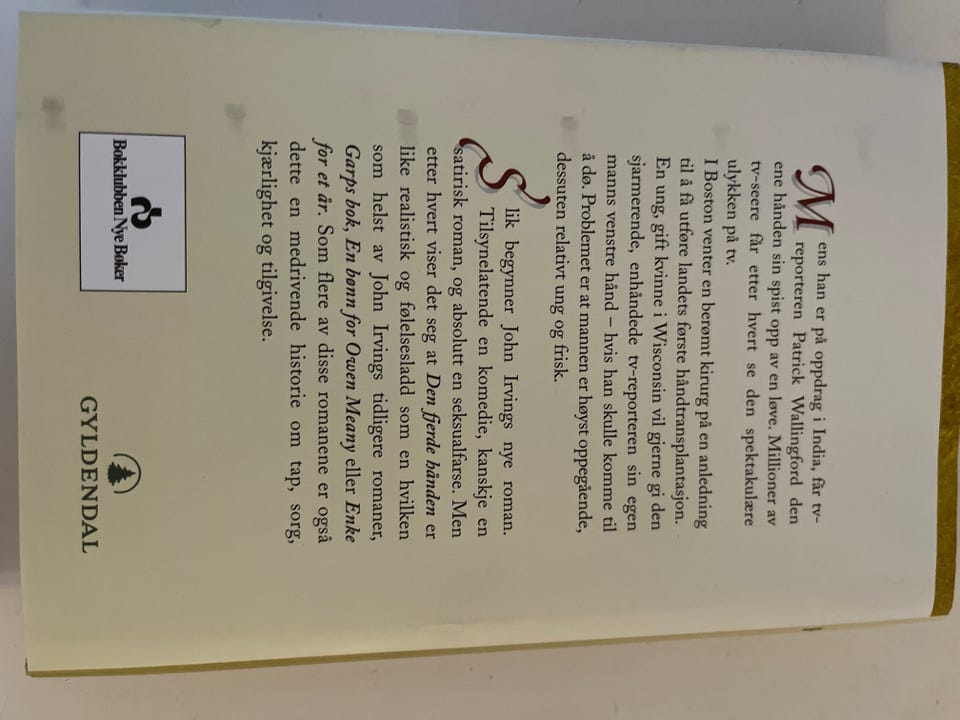 Mens han er på oppdrag i India, får tv-
reporteren Patrick Wallingford den
ene hånden sin spist opp av en løve. Millioner av
tv-seere får etter hvert se den spektakulære
ulykken på tv.
I Boston venter en berømt kirurg på en anledning
til å få utføre landets første håndtransplantasjon.
En ung, gift kvinne i Wisconsin vil gjerne gi den
sjarmerende, enhåndede tv-reporteren sin egen
manns venstre hånd – hvis han skulle komme til
å dø. Problemet er at mannen er høyst oppegående,
dessuten relativt ung og frisk.
Slik begynner John Irvings nye roman.
Tilsynelatende en komedie, kanskje en
satirisk roman, og absolutt en seksualfarse. Men
etter hvert viser det seg at Den fjerde hånden er
like realistisk og følelsesladd som en hvilken
som helst av John Irvings tidligere romaner,
Garps bok, En bønn for Owen Meany eller Enke
for et år. Som flere av disse romanene er også
dette en medrivende historie om tap, sorg,
kjærlighet og tilgivelse.
Bokklubben Nye Bøker
GYLDENDAL